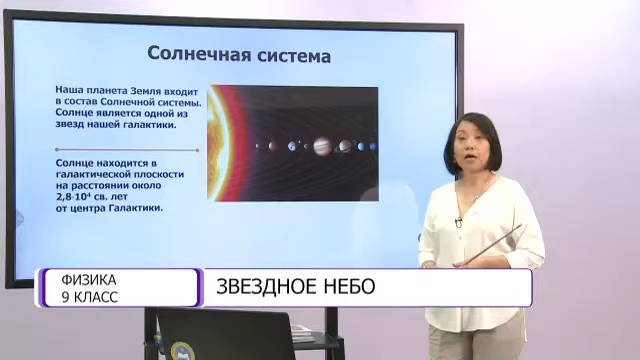 Солнечная система
Наша планета Земля входит
в состав Солнечной системы.
Солнце является одной из
звезд нашей галактики.
Солнце находится в
галактической плоскости
на расстоянии около
2,8·10⁴ св. лет
от центра Галактики.
ФИЗИКА
9 КЛАСС
ЗВЕЗДНОЕ НЕБО